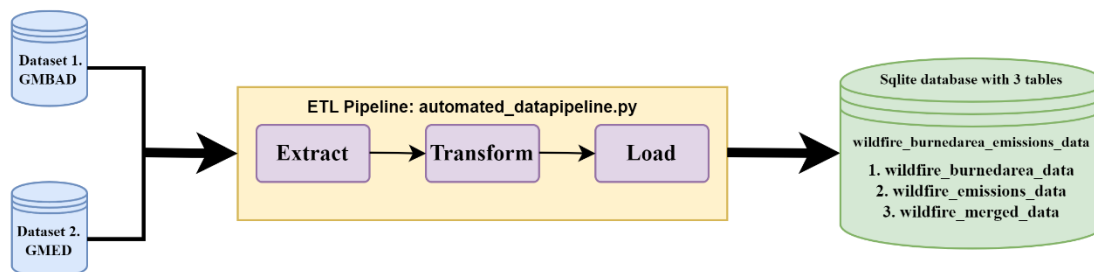 Dataset 1.
GMBAD
Dataset 2.
GMED
ETL Pipeline: automated_datapipeline.py
Extract
Transform
Load
Sqlite database with 3 tables
wildfire_burnedarea_emissions_data
1. wildfire_burnedarea_data
2. wildfire_emissions_data
3. wildfire_merged_data